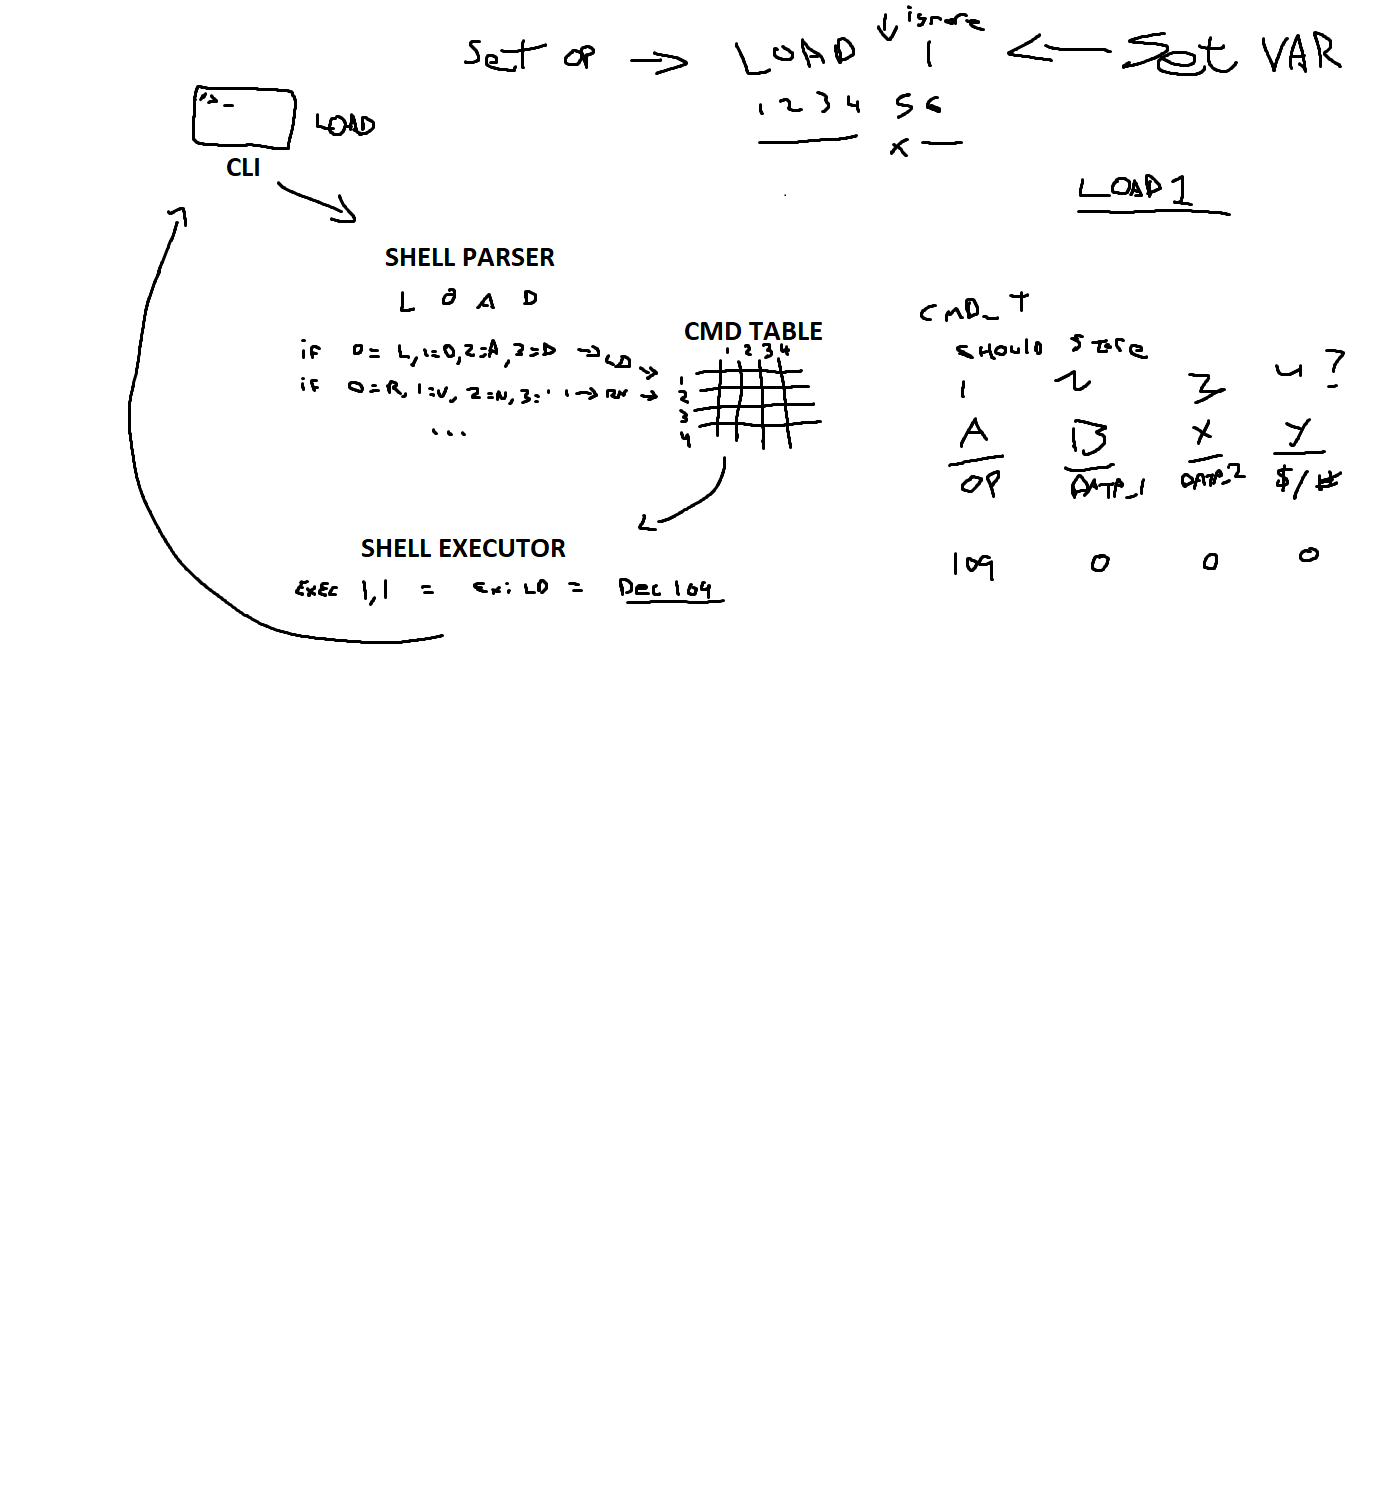 ↓ ignore
Set OP → LOAD 1 ← Set VAR
1 2 3 4 5 6
x
>_ LOAD
CLI
LOAD 1
SHELL PARSER
L O A D
if 0 = L, 1=O, 2=A, 3=D → LD →
if 0=R, 1=U, 2=N, 3=' ' → RN →
...
CMD TABLE
1 2 3 4
1
2
3
4
SHELL EXECUTOR
EXEC 1,1 = LD = Dec 109
CMD_T
SHOULD STORE
1 2 3 4 ?
A B X Y
OP DATA_1 DATA_2 $/#
109 0 0 0